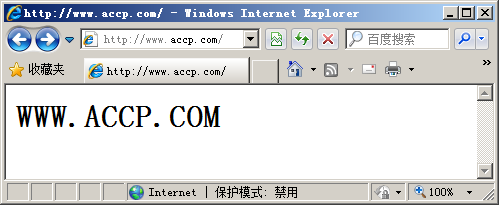 http://www.accp.com/ - Windows Internet Explorer
http://www.accp.com/
百度搜索
收藏夹
http://www.accp.com/
WWW.ACCP.COM
Internet | 保护模式: 禁用
100%